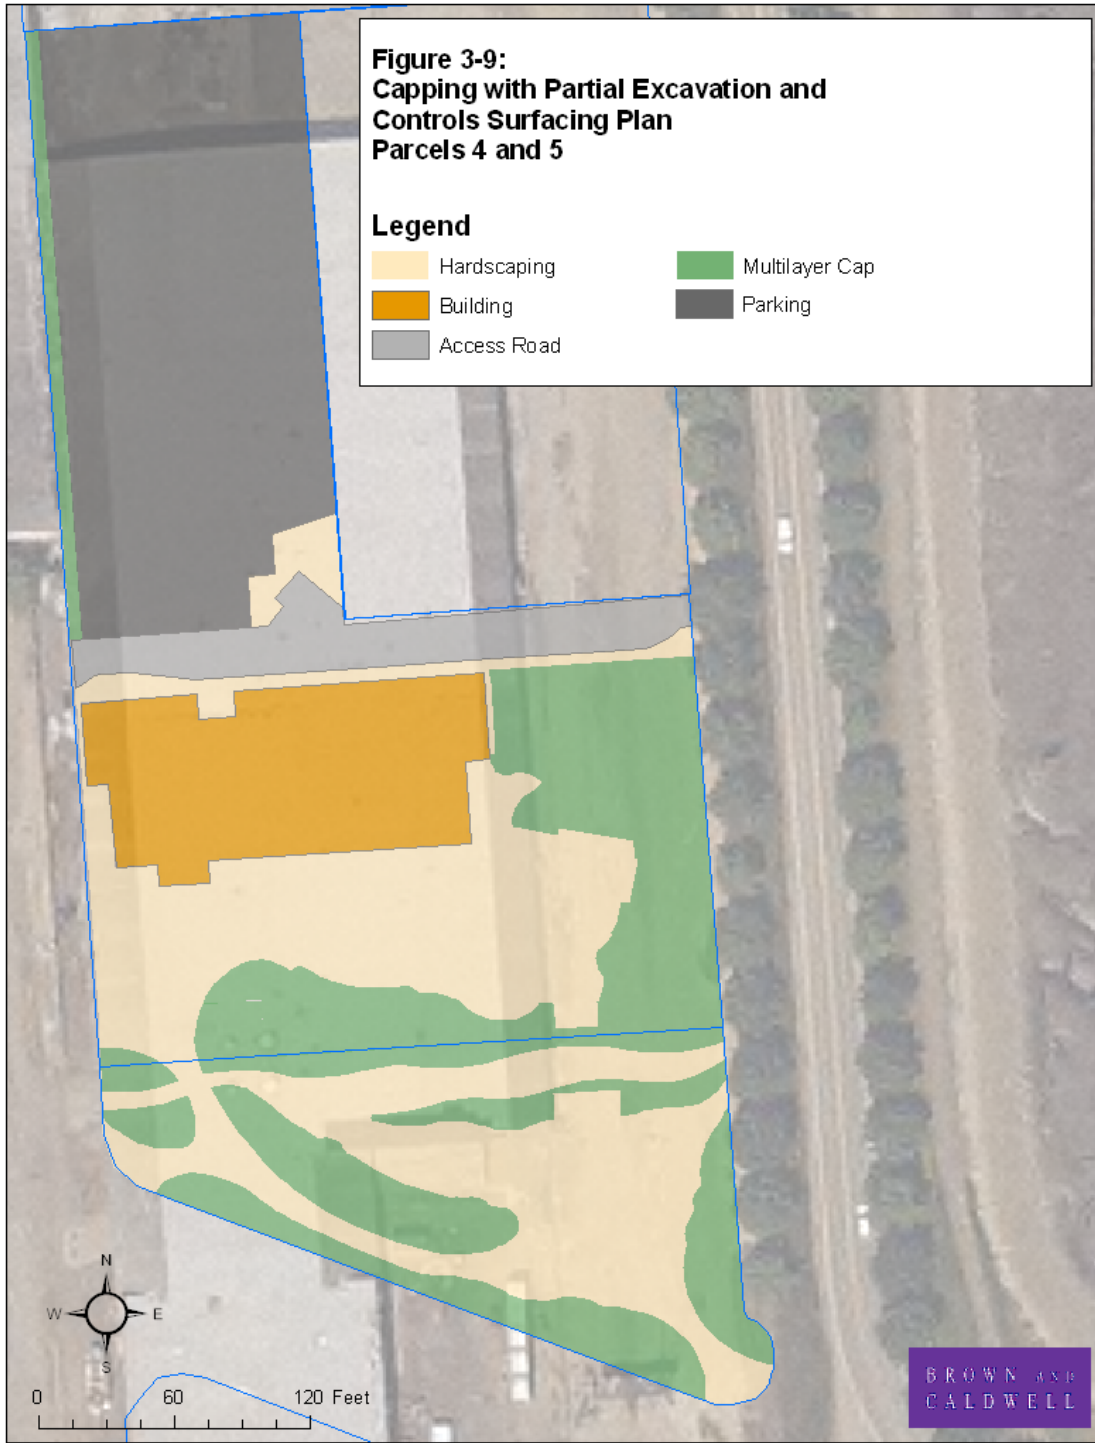 Figure 3-9:
Capping with Partial Excavation and
Controls Surfacing Plan
Parcels 4 and 5
Legend
Hardscaping
Multilayer Cap
Building
Parking
Access Road
N
W E
S
0 60 120 Feet
BROWN AND
CALDWELL